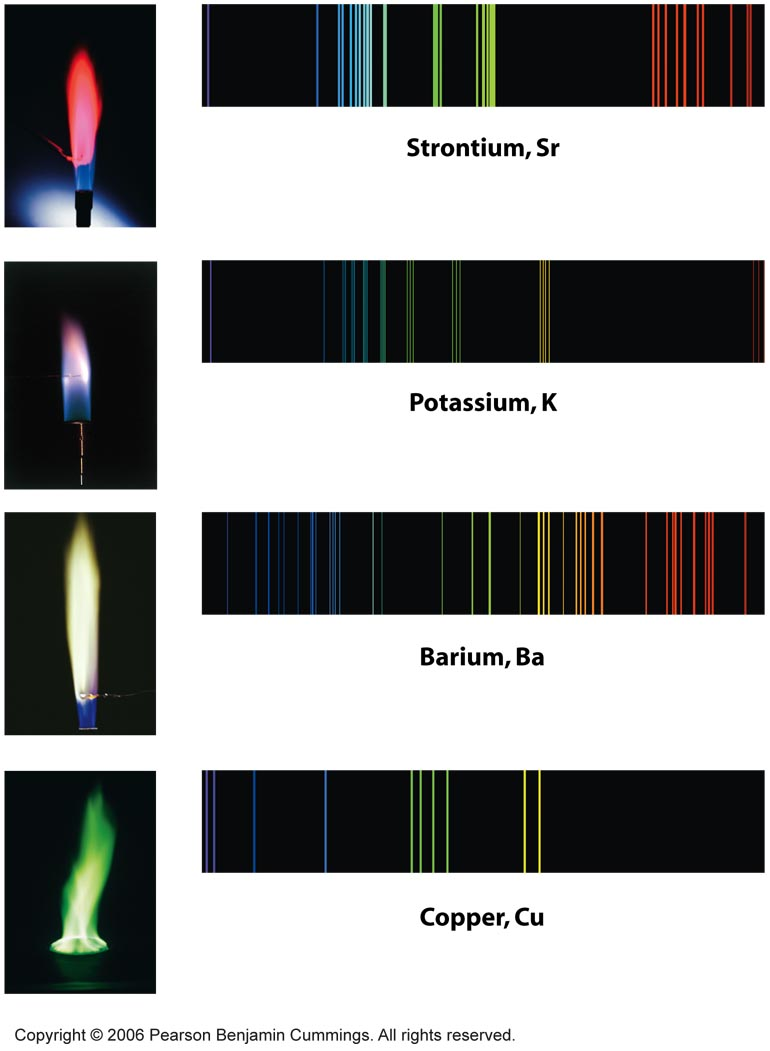 Strontium, Sr
Potassium, K
Barium, Ba
Copper, Cu
Copyright © 2006 Pearson Benjamin Cummings. All rights reserved.